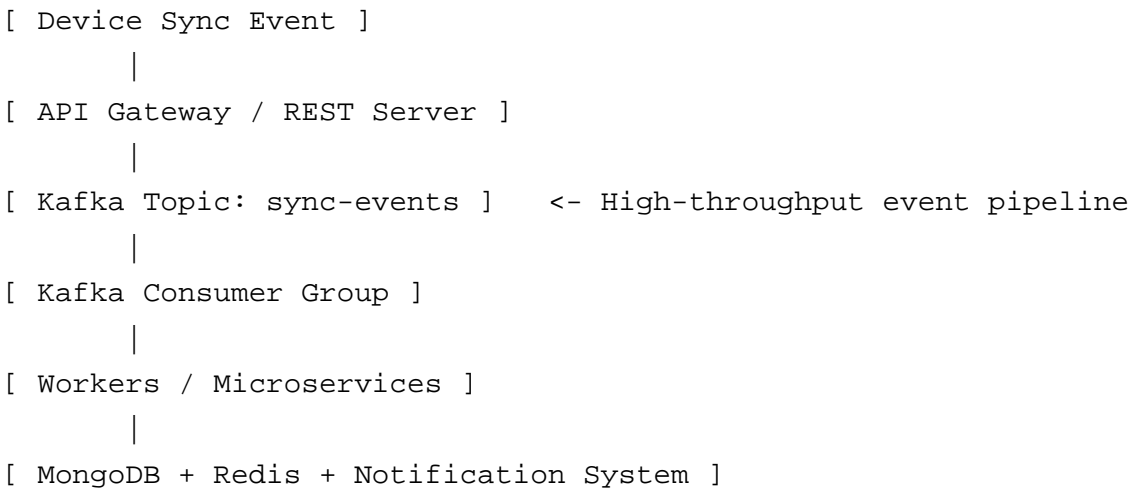 [ Device Sync Event ]
|
[ API Gateway / REST Server ]
|
[ Kafka Topic: sync-events ]   <- High-throughput event pipeline
|
[ Kafka Consumer Group ]
|
[ Workers / Microservices ]
|
[ MongoDB + Redis + Notification System ]